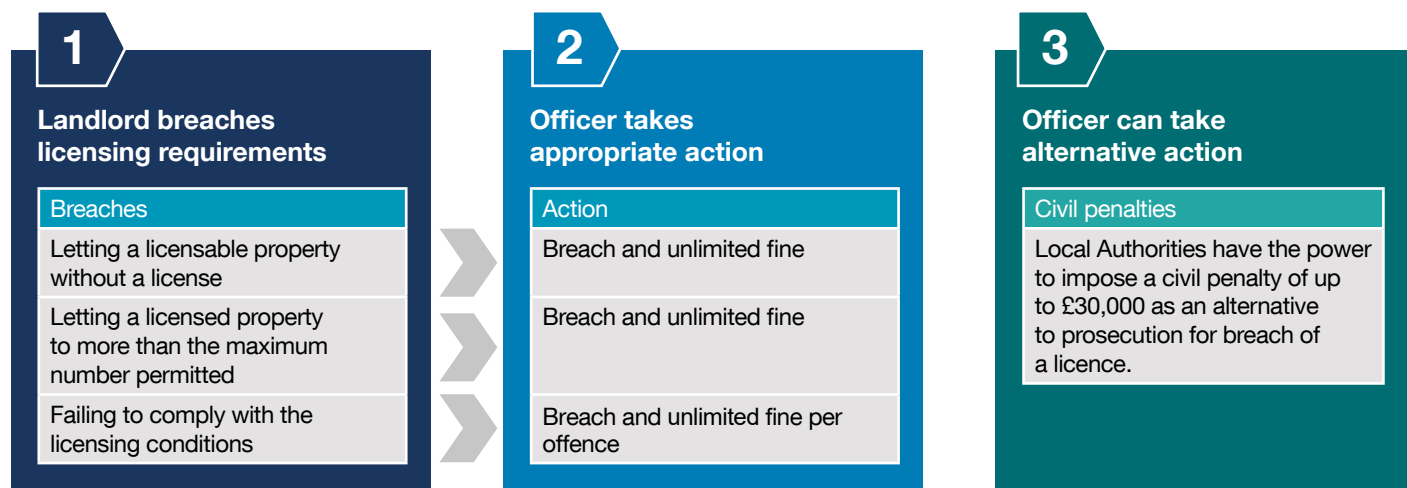 1
Landlord breaches
licensing requirements
Breaches
Letting a licensable property
without a license
Letting a licensed property
to more than the maximum
number permitted
Failing to comply with the
licensing conditions
2
Officer takes
appropriate action
Action
Breach and unlimited fine
Breach and unlimited fine
Breach and unlimited fine per
offence
3
Officer can take
alternative action
Civil penalties
Local Authorities have the power
to impose a civil penalty of up
to £30,000 as an alternative
to prosecution for breach of
a licence.